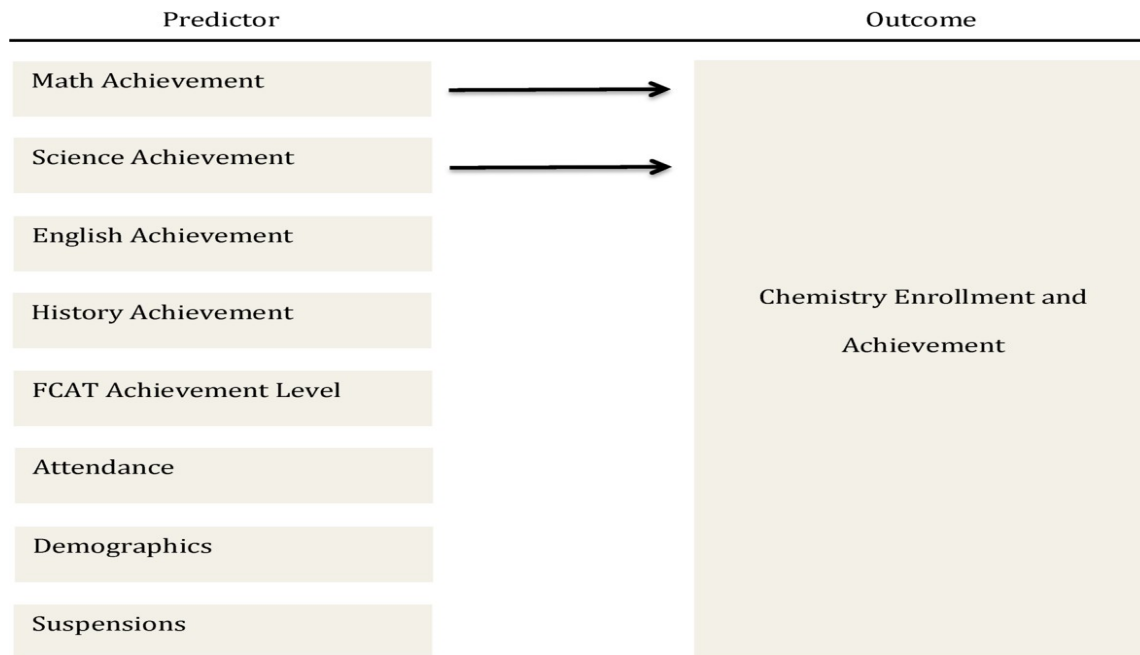 Predictor Outcome
Math Achievement
Science Achievement
English Achievement
History Achievement
FCAT Achievement Level
Attendance
Demographics
Suspensions
Chemistry Enrollment and
Achievement